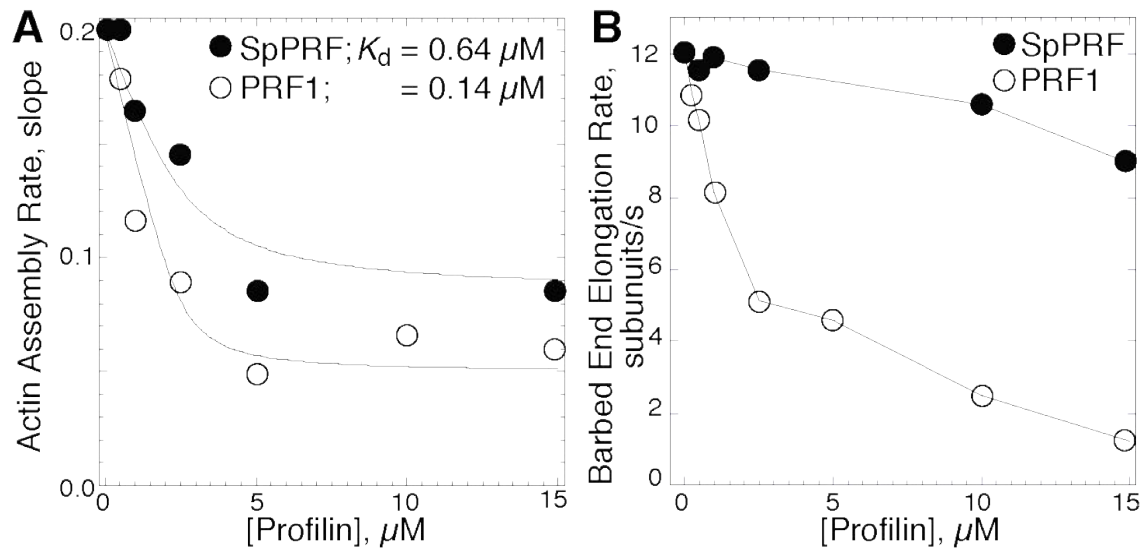 A
Actin Assembly Rate, slope
0.2
0.1
0.0
SpPRF; Kd = 0.64 µM
PRF1; = 0.14 µM
0
5
10
15
[Profilin], µM
B
Barbed End Elongation Rate,
subunuits/s
12
10
8
6
4
2
0
SpPRF
PRF1
0
5
10
15
[Profilin], µM